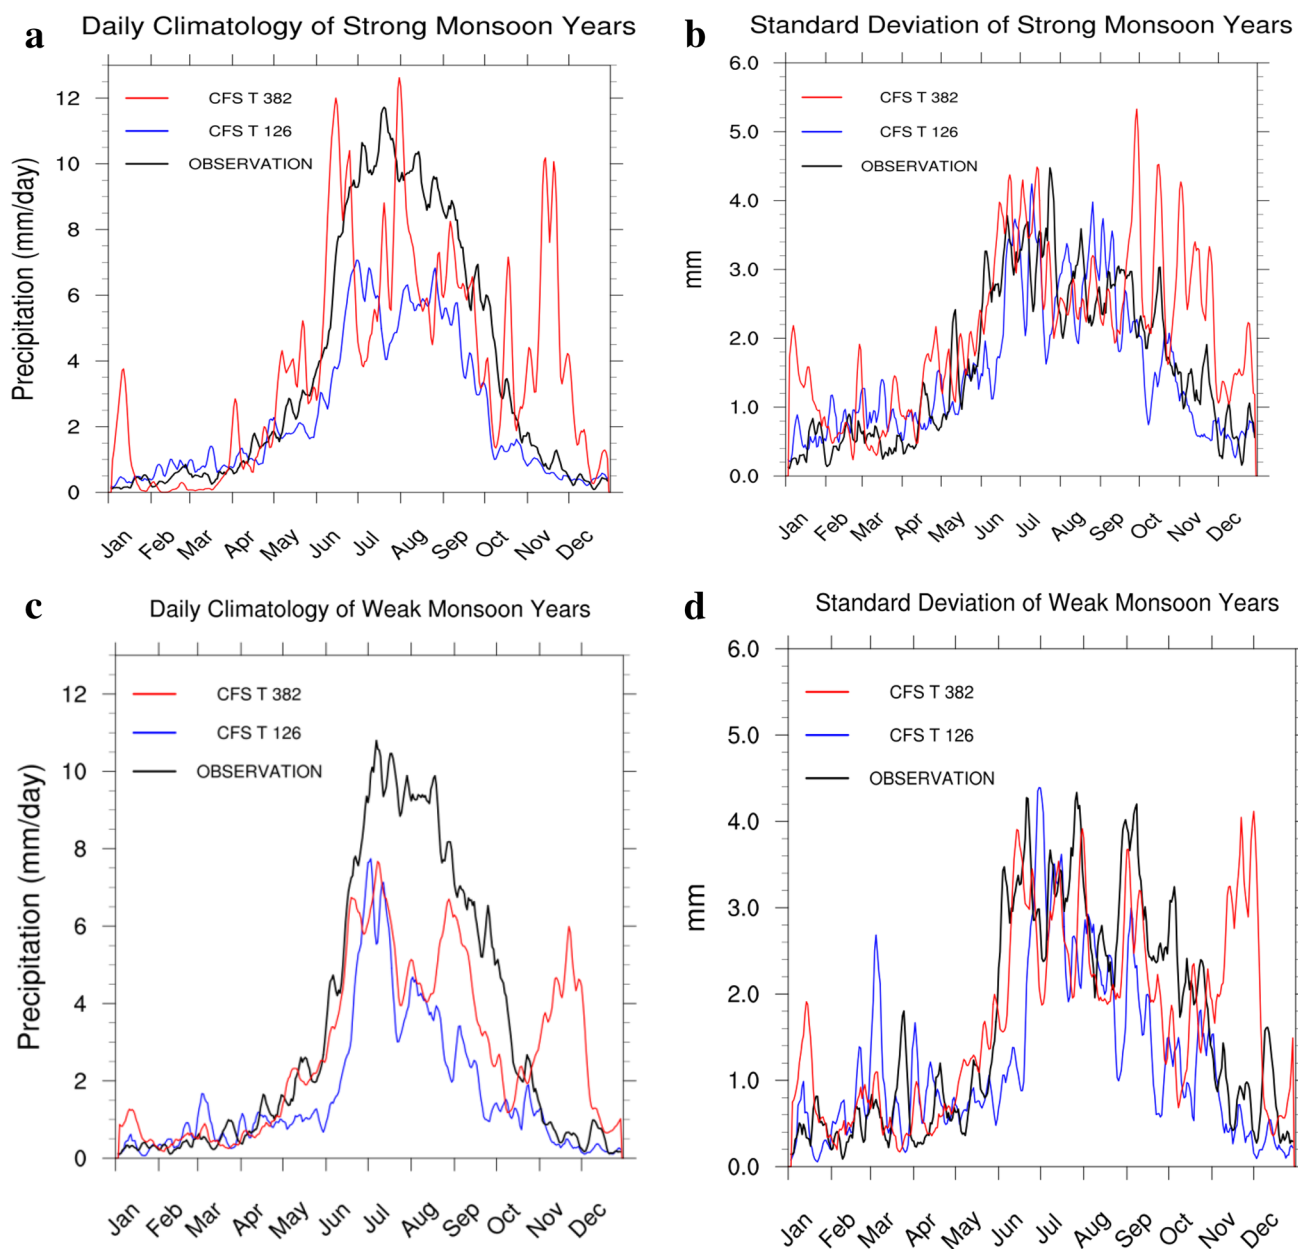 a
Daily Climatology of Strong Monsoon Years
Precipitation (mm/day)
12
10
8
6
4
2
0
CFS T 382
CFS T 126
OBSERVATION
Jan Feb Mar Apr May Jun Jul Aug Sep Oct Nov Dec
b
Standard Deviation of Strong Monsoon Years
mm
6.0
5.0
4.0
3.0
2.0
1.0
0.0
CFS T 382
CFS T 126
OBSERVATION
Jan Feb Mar Apr May Jun Jul Aug Sep Oct Nov Dec
c
Daily Climatology of Weak Monsoon Years
Precipitation (mm/day)
12
10
8
6
4
2
0
CFS T 382
CFS T 126
OBSERVATION
Jan Feb Mar Apr May Jun Jul Aug Sep Oct Nov Dec
d
Standard Deviation of Weak Monsoon Years
mm
6.0
5.0
4.0
3.0
2.0
1.0
0.0
CFS T 382
CFS T 126
OBSERVATION
Jan Feb Mar Apr May Jun Jul Aug Sep Oct Nov Dec